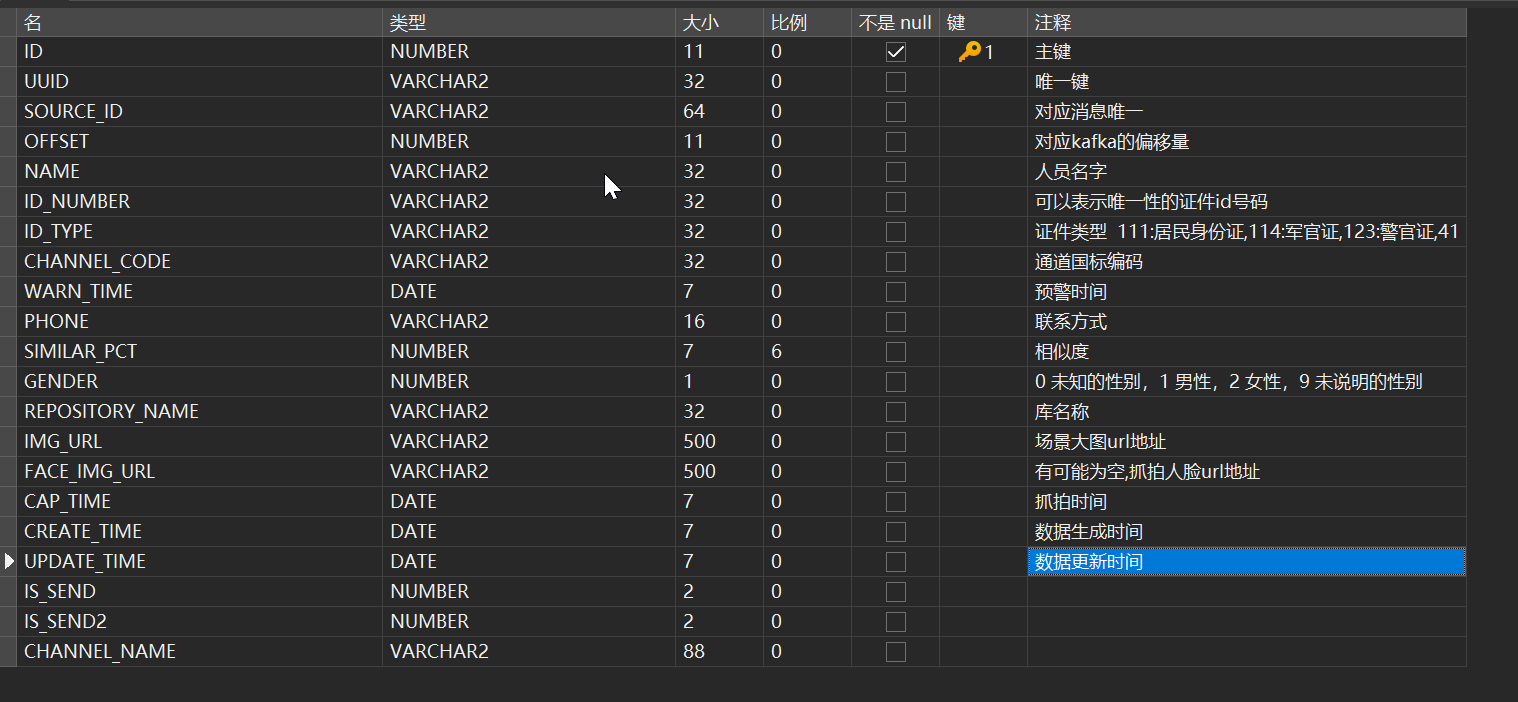 名 类型 大小 比例 不是 null 键 注释
ID NUMBER 11 0 1 主键
UUID VARCHAR2 32 0 唯一键
SOURCE_ID VARCHAR2 64 0 对应消息唯一
OFFSET NUMBER 11 0 对应kafka的偏移量
NAME VARCHAR2 32 0 人员名字
ID_NUMBER VARCHAR2 32 0 可以表示唯一性的证件id号码
ID_TYPE VARCHAR2 32 0 证件类型 111:居民身份证,114:军官证,123:警官证,41
CHANNEL_CODE VARCHAR2 32 0 通道国标编码
WARN_TIME DATE 7 0 预警时间
PHONE VARCHAR2 16 0 联系方式
SIMILAR_PCT NUMBER 7 6 相似度
GENDER NUMBER 1 0 0 未知的性别，1 男性，2 女性，9 未说明的性别
REPOSITORY_NAME VARCHAR2 32 0 库名称
IMG_URL VARCHAR2 500 0 场景大图url地址
FACE_IMG_URL VARCHAR2 500 0 有可能为空,抓拍人脸url地址
CAP_TIME DATE 7 0 抓拍时间
CREATE_TIME DATE 7 0 数据生成时间
UPDATE_TIME DATE 7 0 数据更新时间
IS_SEND NUMBER 2 0
IS_SEND2 NUMBER 2 0
CHANNEL_NAME VARCHAR2 88 0